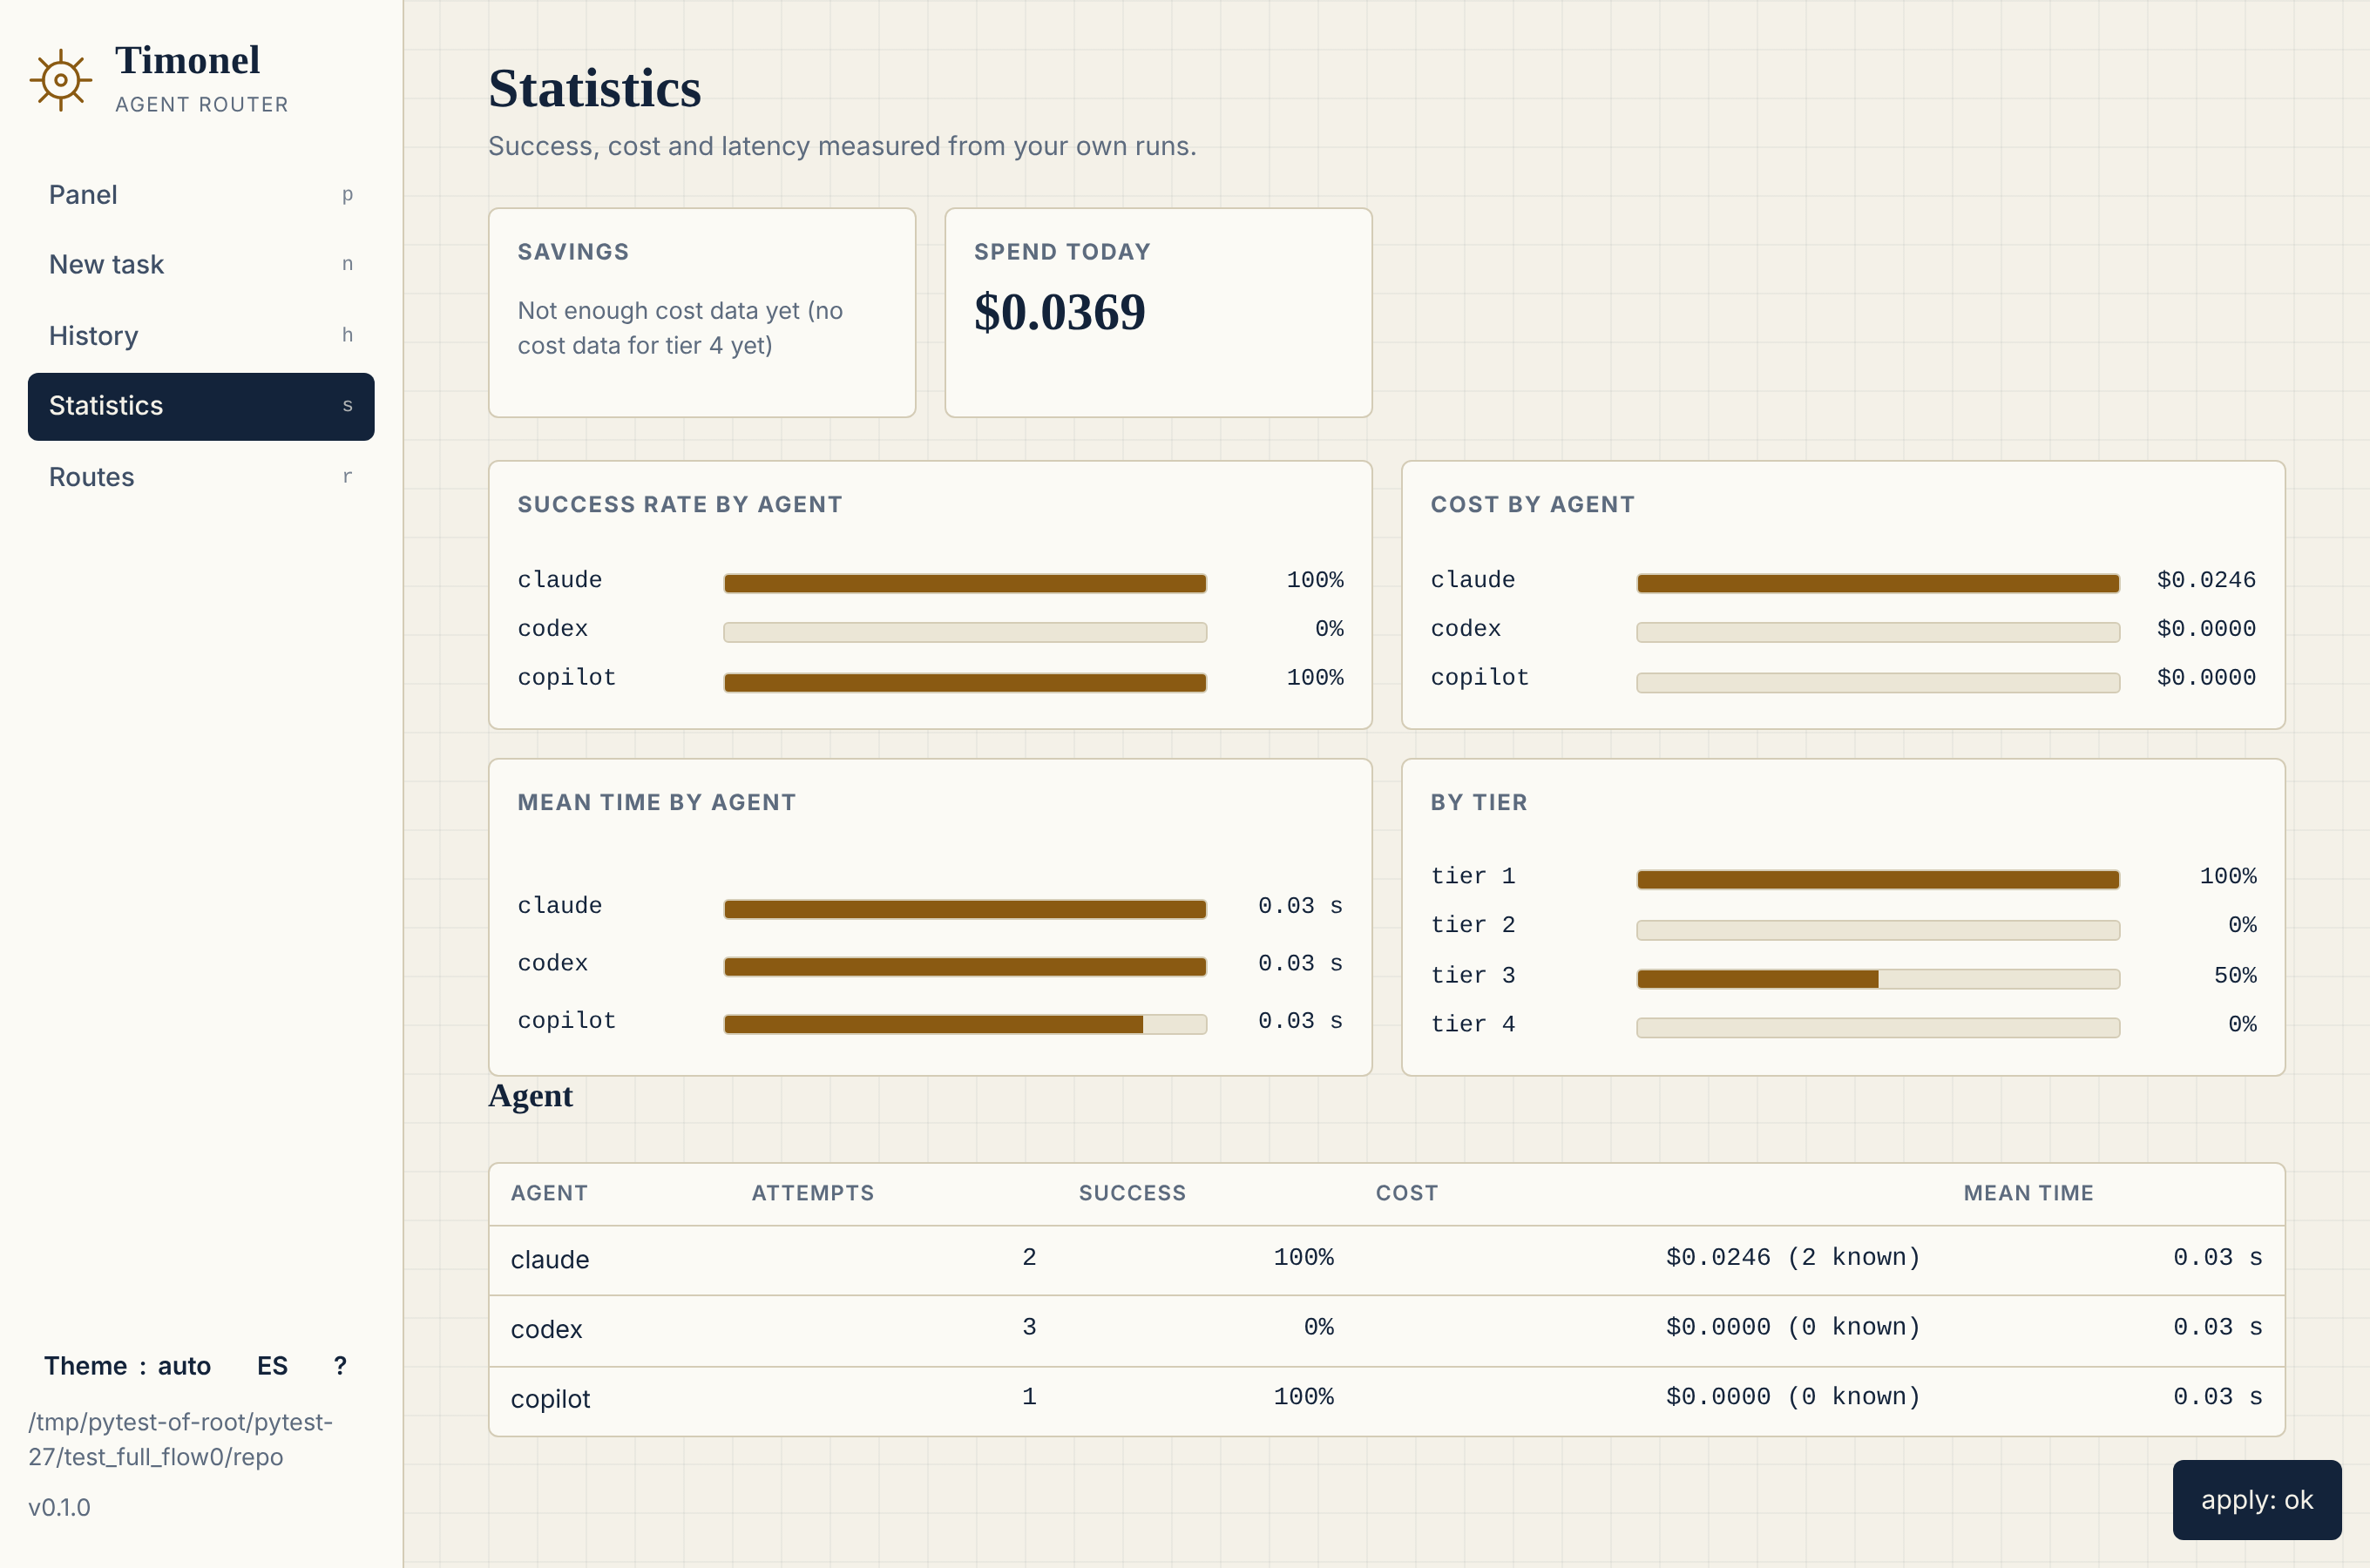 Timonel
AGENT ROUTER
Panel p
New task n
History h
Statistics s
Routes r
Theme : auto ES ?
/tmp/pytest-of-root/pytest-
27/test_full_flow0/repo
v0.1.0
Statistics
Success, cost and latency measured from your own runs.
SAVINGS
Not enough cost data yet (no
cost data for tier 4 yet)
SPEND TODAY
$0.0369
SUCCESS RATE BY AGENT
claude 100%
codex 0%
copilot 100%
COST BY AGENT
claude $0.0246
codex $0.0000
copilot $0.0000
MEAN TIME BY AGENT
claude 0.03 s
codex 0.03 s
copilot 0.03 s
BY TIER
tier 1 100%
tier 2 0%
tier 3 50%
tier 4 0%
Agent
AGENT ATTEMPTS SUCCESS COST MEAN TIME
claude 2 100% $0.0246 (2 known) 0.03 s
codex 3 0% $0.0000 (0 known) 0.03 s
copilot 1 100% $0.0000 (0 known) 0.03 s
apply: ok